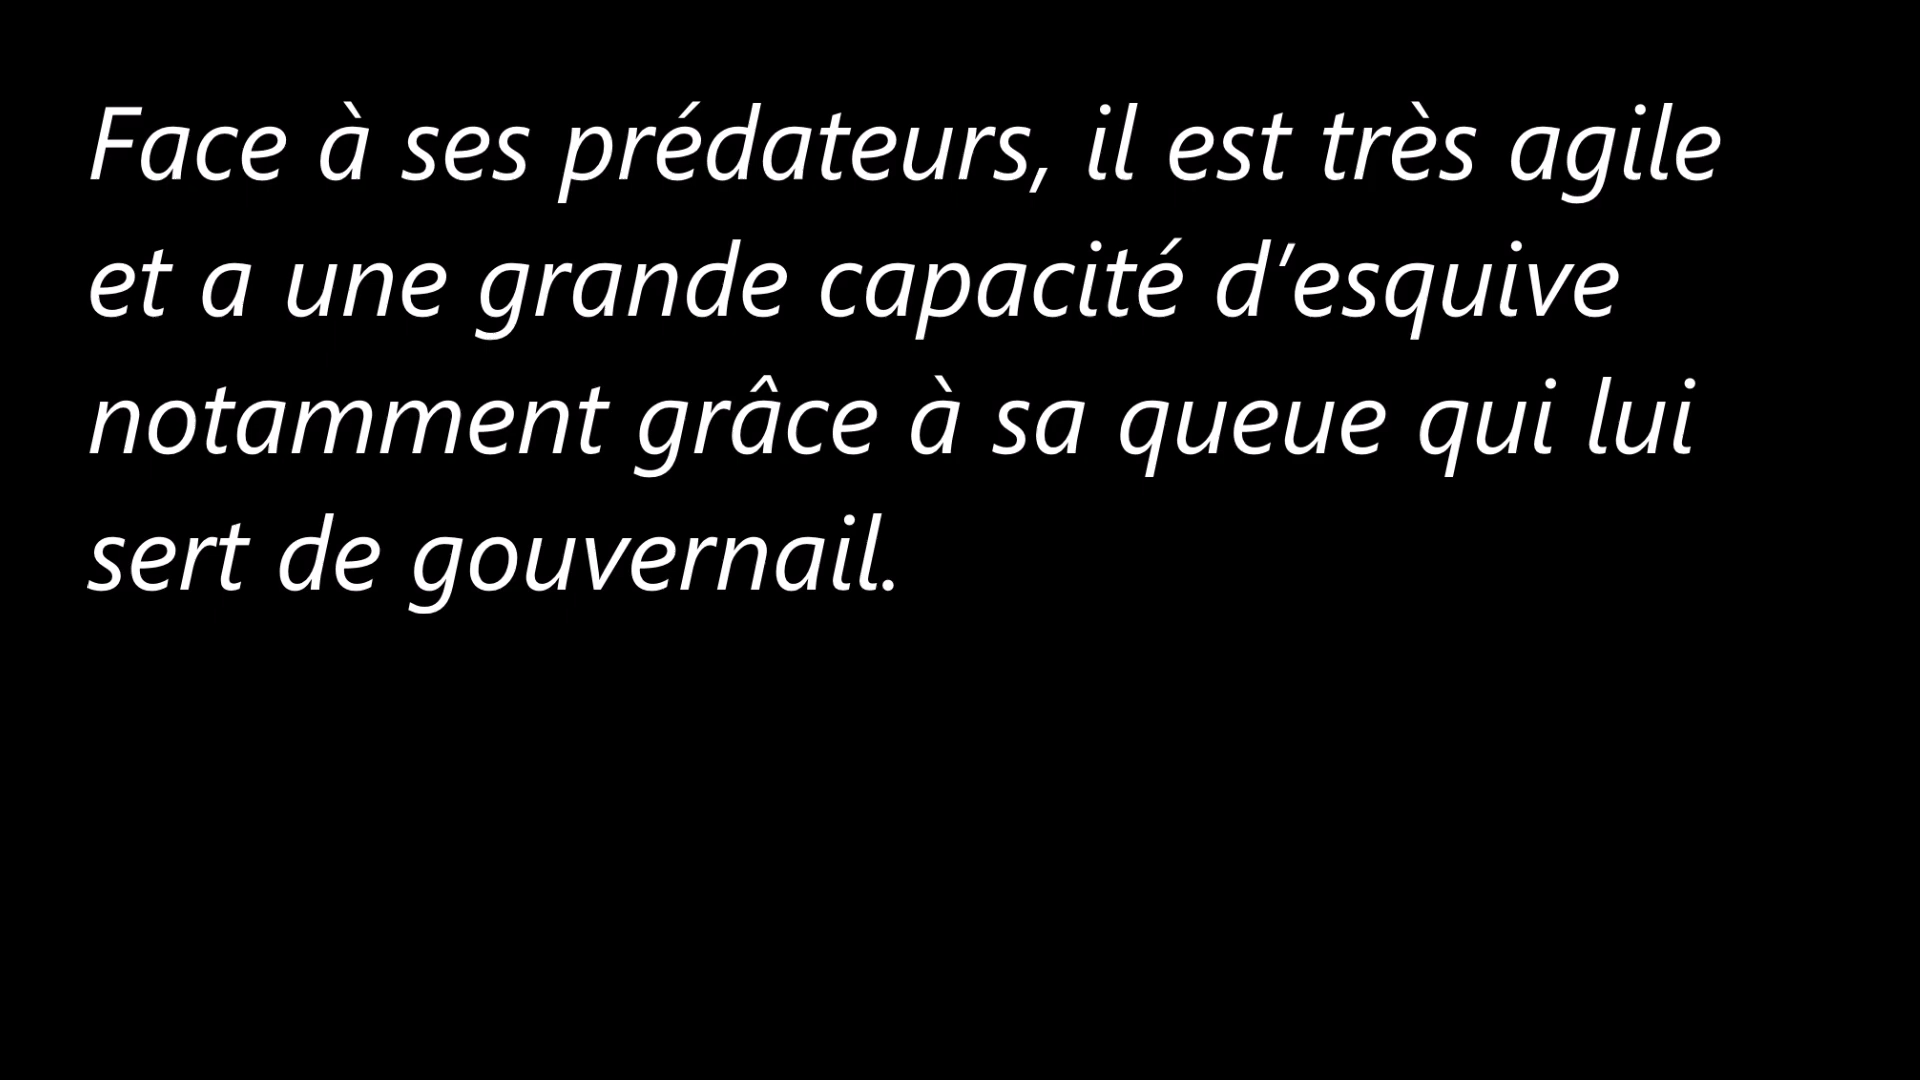 Face à ses prédateurs, il est très agile
et a une grande capacité d’esquive
notamment grâce à sa queue qui lui
sert de gouvernail.